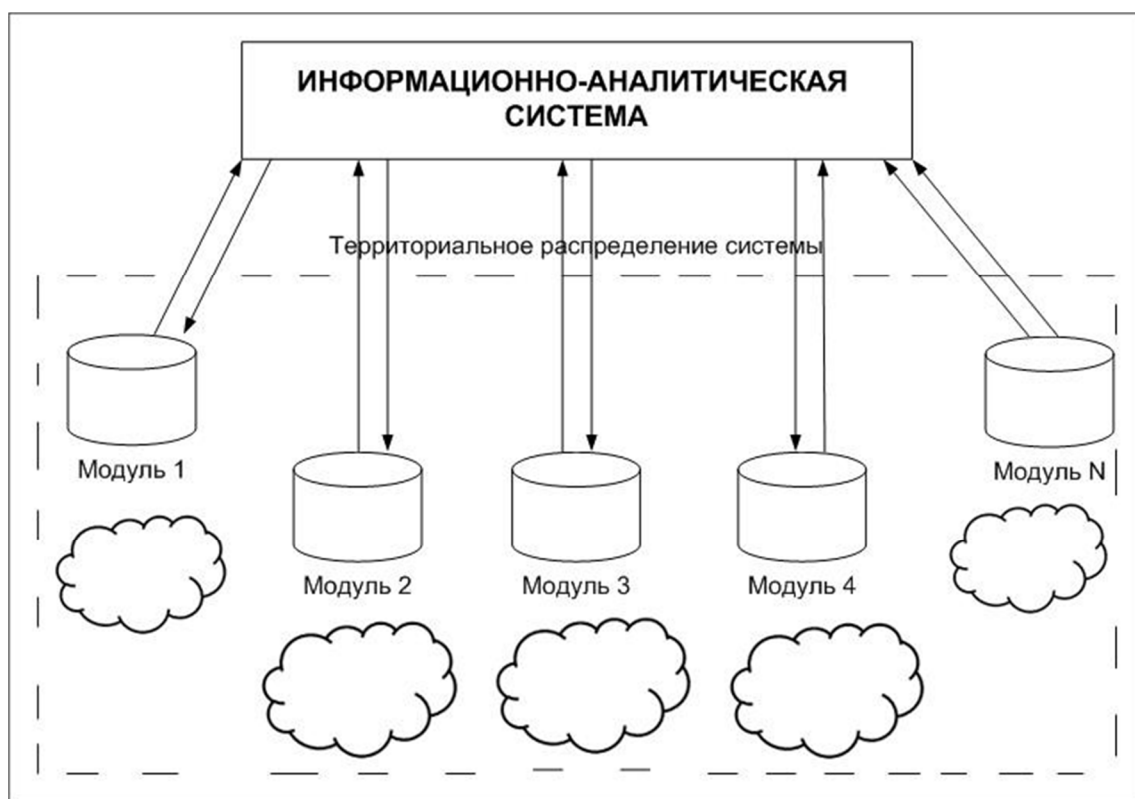 ИНФОРМАЦИОННО-АНАЛИТИЧЕСКАЯ
СИСТЕМА
Территориальное распределение системы
Модуль 1
Модуль N
Модуль 2
Модуль 3
Модуль 4